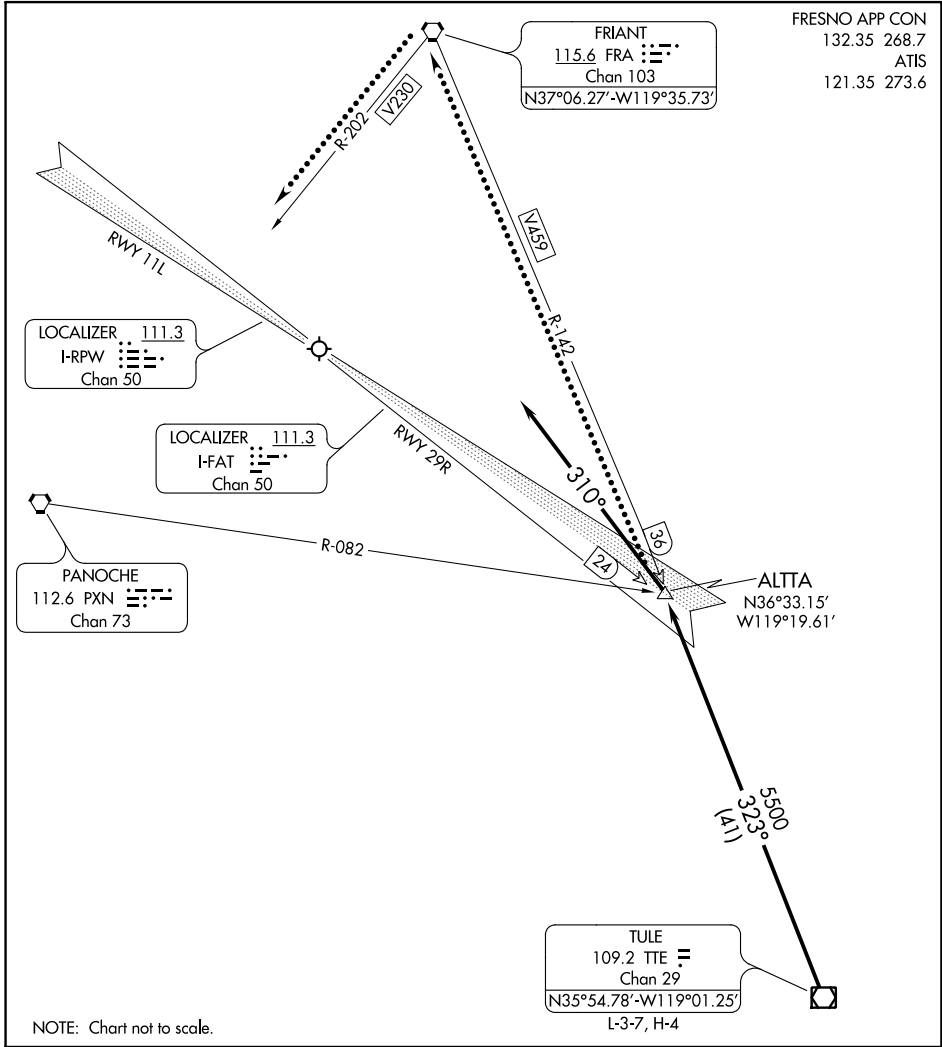 FRESNO APP CON
132.35 268.7
ATIS
121.35 273.6
FRIANT
115.6 FRA
Chan 103
N37°06.27′-W119°35.73′
R-202
V230
V459
R-142
RWY 11L
LOCALIZER 111.3
I-RPW
Chan 50
LOCALIZER 111.3
I-FAT
Chan 50
RWY 29R
310°
36
24
R-082
PANOCHE
112.6 PXN
Chan 73
ALTTA
N36°33.15′
W119°19.61′
5500
323°
(41)
TULE
109.2 TTE
Chan 29
N35°54.78′-W119°01.25′
L-3-7, H-4
NOTE: Chart not to scale.